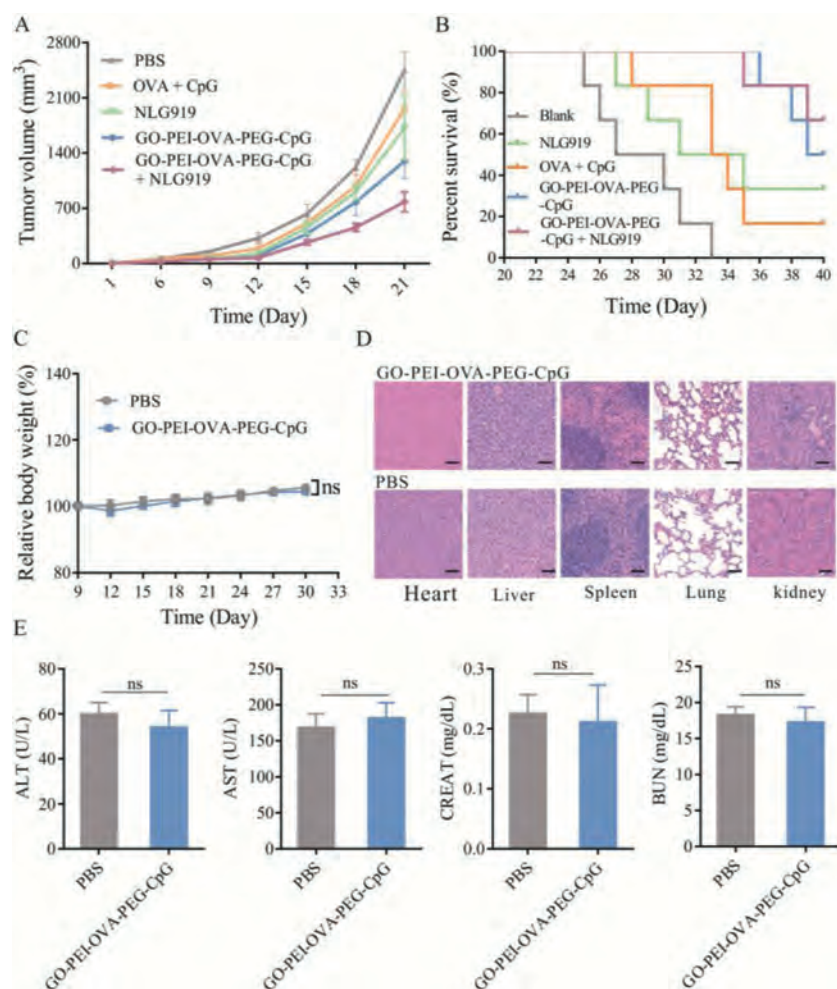 A
Tumor volume (mm³)
2800
2100
1400
700
0
PBS
OVA + CpG
NLG919
GO-PEI-OVA-PEG-CpG
GO-PEI-OVA-PEG-CpG
+ NLG919
1 6 9 12 15 18 21
Time (Day)
B
Percent survival (%)
100
80
60
40
20
0
Blank
NLG919
OVA + CpG
GO-PEI-OVA-PEG
-CpG
GO-PEI-OVA-PEG
-CpG + NLG919
20 22 24 26 28 30 32 34 36 38 40
Time (Day)
C
Relative body weight (%)
140
120
100
80
PBS
GO-PEI-OVA-PEG-CpG
ns
9 12 15 18 21 24 27 30 33
Time (Day)
D
GO-PEI-OVA-PEG-CpG
PBS
Heart Liver Spleen Lung kidney
E
ALT (U/L)
80
60
40
20
0
ns
PBS
GO-PEI-OVA-PEG-CpG
AST (U/L)
250
200
150
100
50
0
ns
PBS
GO-PEI-OVA-PEG-CpG
CREAT (mg/dL)
0.3
0.2
0.1
0.0
ns
PBS
GO-PEI-OVA-PEG-CpG
BUN (mg/dL)
25
20
15
10
5
0
ns
PBS
GO-PEI-OVA-PEG-CpG